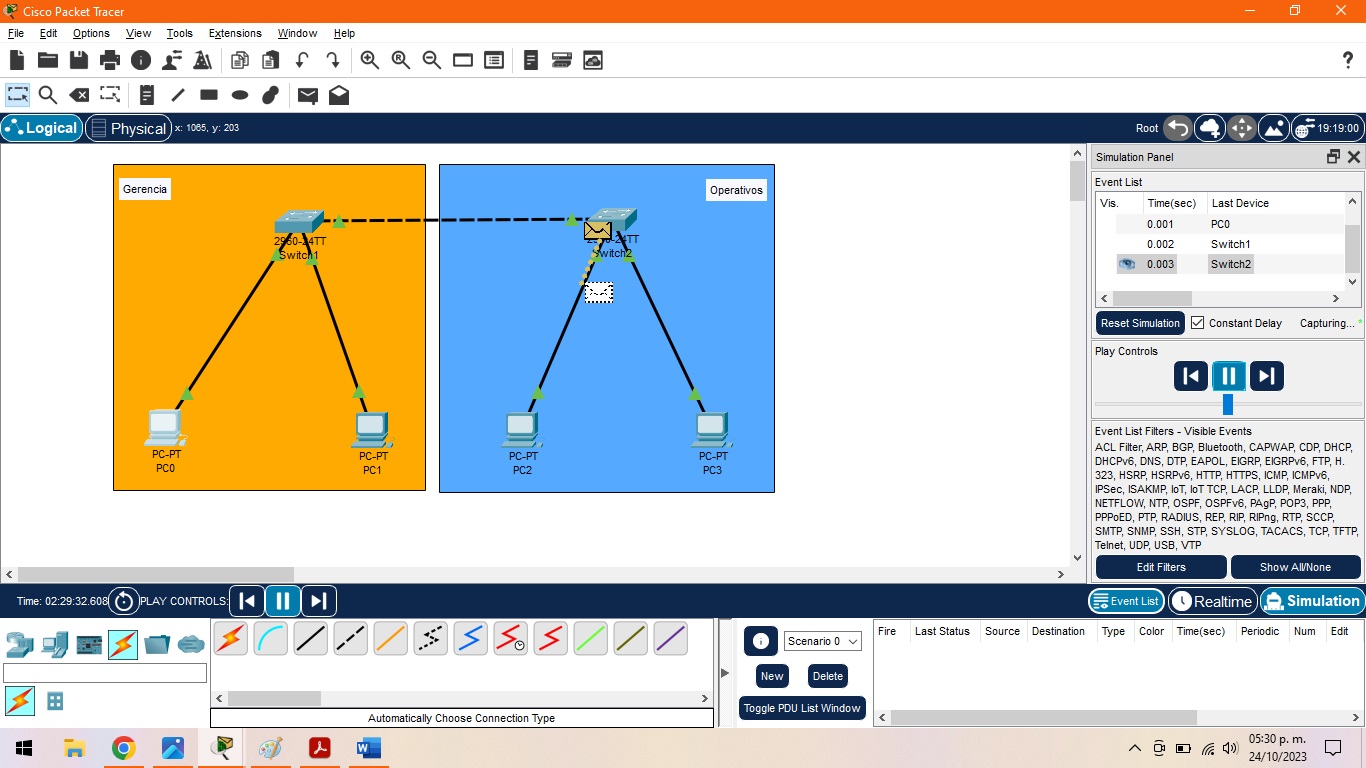 Cisco Packet Tracer
File Edit Options View Tools Extensions Window Help
Logical Physical x: 1065, y: 203
Root 19:19:00
Gerencia
Operativos
2960-24TT
Switch1
Switch2
PC-PT
PC0
PC-PT
PC1
PC-PT
PC2
PC-PT
PC3
Simulation Panel
Event List
Vis. Time(sec) Last Device
0.001 PC0
0.002 Switch1
0.003 Switch2
Reset Simulation Constant Delay Capturing... *
Play Controls
Event List Filters - Visible Events
ACL Filter, ARP, BGP, Bluetooth, CAPWAP, CDP, DHCP,
DHCPv6, DNS, DTP, EAPOL, EIGRP, EIGRPv6, FTP, H.
323, HSRP, HSRPv6, HTTP, HTTPS, ICMP, ICMPv6,
IPSec, ISAKMP, IoT, IoT TCP, LACP, LLDP, Meraki, NDP,
NETFLOW, NTP, OSPF, OSPFv6, PAgP, POP3, PPP,
PPPoED, PTP, RADIUS, REP, RIP, RIPng, RTP, SCCP,
SMTP, SNMP, SSH, STP, SYSLOG, TACACS, TCP, TFTP,
Telnet, UDP, USB, VTP
Edit Filters Show All/None
Time: 02:29:32.608 PLAY CONTROLS:
Event List Realtime Simulation
Automatically Choose Connection Type
Scenario 0
New Delete
Toggle PDU List Window
Fire Last Status Source Destination Type Color Time(sec) Periodic Num Edit
05:30 p. m.
24/10/2023